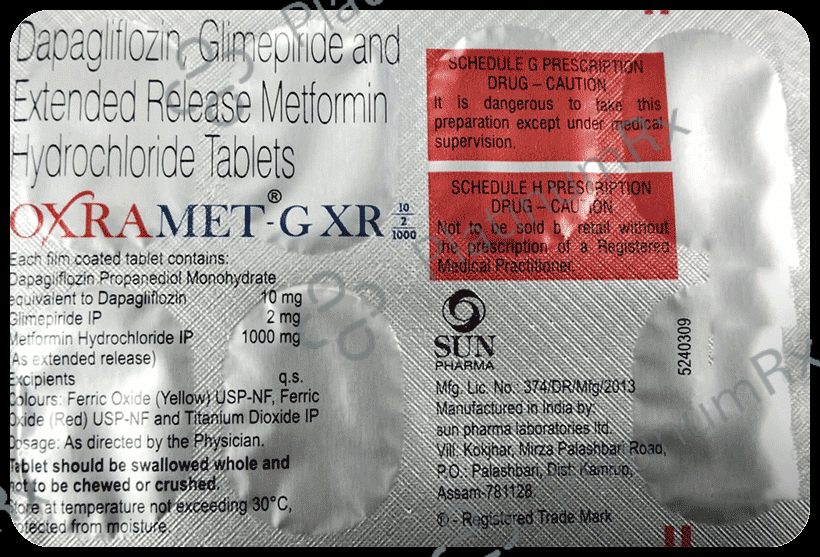 Dapagliflozin, Glimepiride and
Extended Release Metformin
Hydrochloride Tablets
OXRAMET®-G XR 10/2/1000
Each film coated tablet contains:
Dapagliflozin Propanediol Monohydrate
equivalent to Dapagliflozin 10 mg
Glimepiride IP 2 mg
Metformin Hydrochloride IP 1000 mg
(As extended release)
Excipients q.s.
Colours: Ferric Oxide (Yellow) USP-NF, Ferric
Oxide (Red) USP-NF and Titanium Dioxide IP
Dosage: As directed by the Physician.
Tablet should be swallowed whole and
not to be chewed or crushed.
Store at temperature not exceeding 30°C,
protected from moisture.
SCHEDULE G PRESCRIPTION
DRUG – CAUTION
It is dangerous to take this
preparation except under medical
supervision.
SCHEDULE H PRESCRIPTION
DRUG – CAUTION
Not to be sold by retail without
the prescription of a Registered
Medical Practitioner.
SUN
PHARMA
Mfg. Lic. No.: 374/DR/Mfg/2013
Manufactured in India by:
sun pharma laboratories ltd.
Vill: Kokjhar, Mirza Palashbari Road,
P.O.: Palashbari, Dist: Kamrup,
Assam-781128.
® - Registered Trade Mark
5240309
PlatinumRx